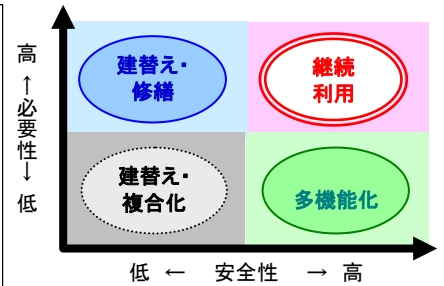 高
↑
必
要
性
↓
低
建替え・
修繕
継続
利用
建替え・
複合化
多機能化
低 ← 安全性 → 高